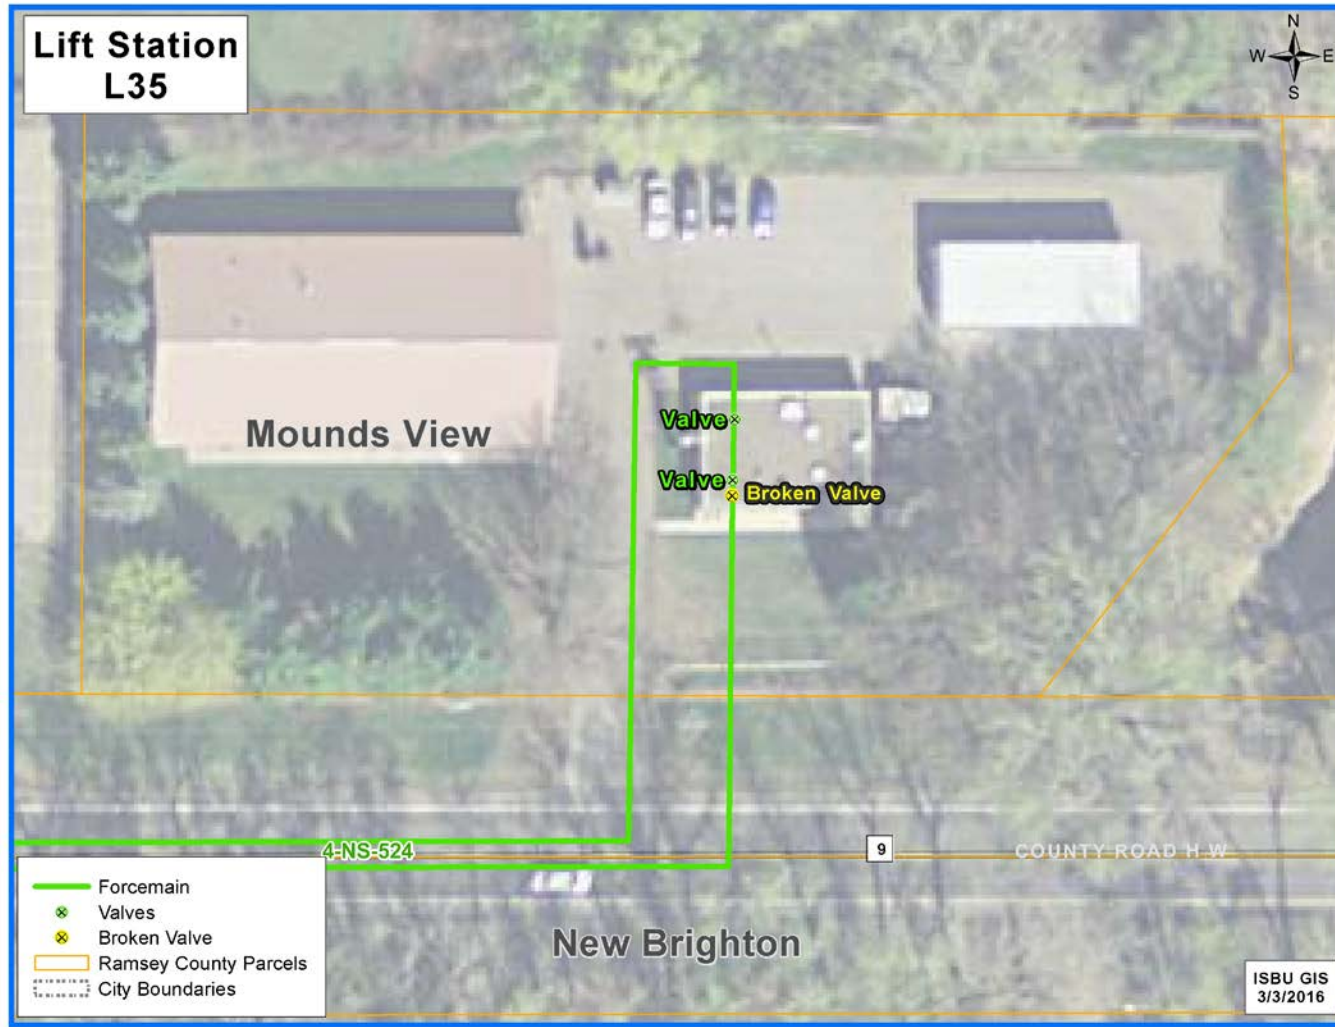 Lift Station
L35
N
W E
S
Valve
Mounds View
Valve
Broken Valve
4-NS-524
9
COUNTY ROAD H W
Forcemain
Valves
Broken Valve
Ramsey County Parcels
City Boundaries
New Brighton
ISBU GIS
3/3/2016